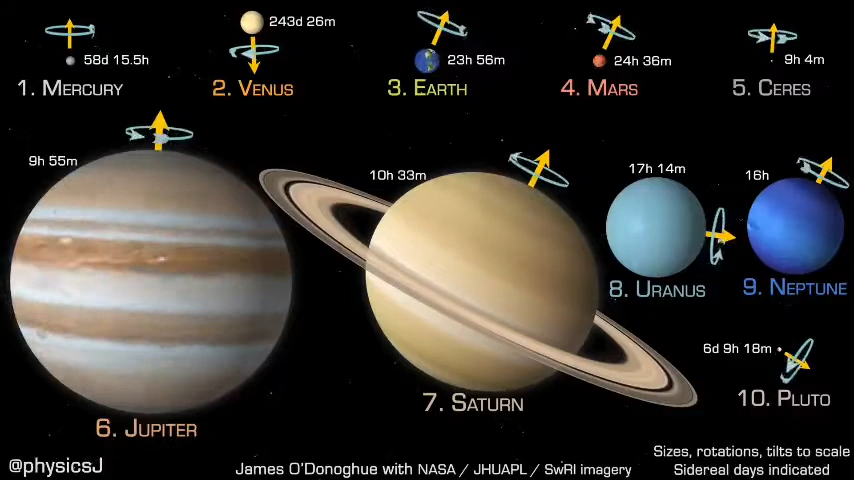 58d 15.5h
1. MERCURY
243d 26m
2. VENUS
23h 56m
3. EARTH
24h 36m
4. MARS
9h 4m
5. CERES
9h 55m
6. JUPITER
10h 33m
7. SATURN
17h 14m
8. URANUS
16h
9. NEPTUNE
6d 9h 18m
10. PLUTO
@physicsJ
James O'Donoghue with NASA / JHUAPL / SwRI imagery
Sizes, rotations, tilts to scale
Sidereal days indicated